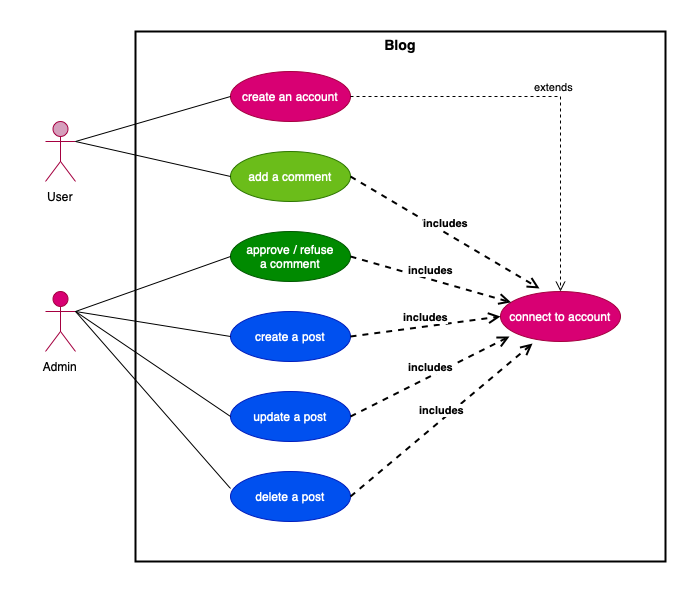 Blog
create an account
extends
User
add a comment
includes
approve / refuse
a comment
includes
Admin
create a post
includes
connect to account
update a post
includes
delete a post
includes